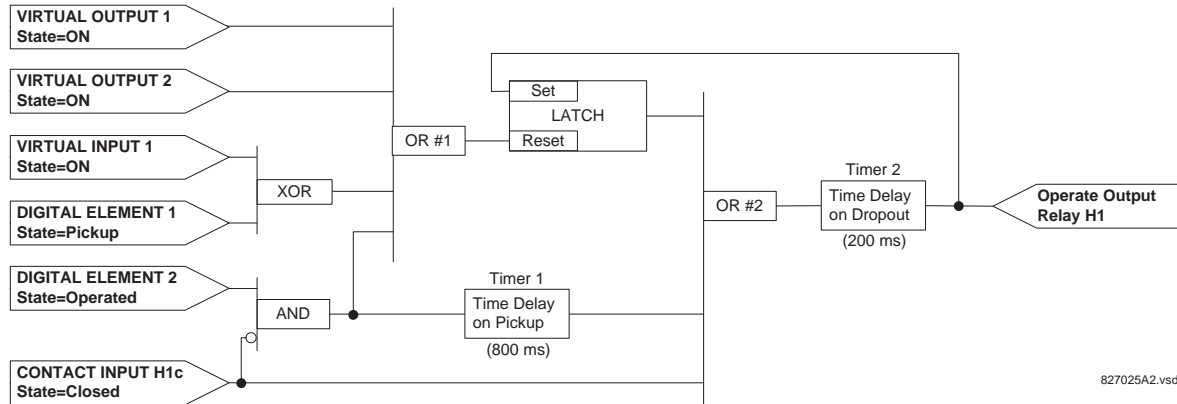 VIRTUAL OUTPUT 1
State=ON
VIRTUAL OUTPUT 2
State=ON
VIRTUAL INPUT 1
State=ON
DIGITAL ELEMENT 1
State=Pickup
DIGITAL ELEMENT 2
State=Operated
CONTACT INPUT H1c
State=Closed
XOR
AND
OR #1
Set
LATCH
Reset
Timer 1
Time Delay
on Pickup
(800 ms)
OR #2
Timer 2
Time Delay
on Dropout
(200 ms)
Operate Output
Relay H1
827025A2.vsd